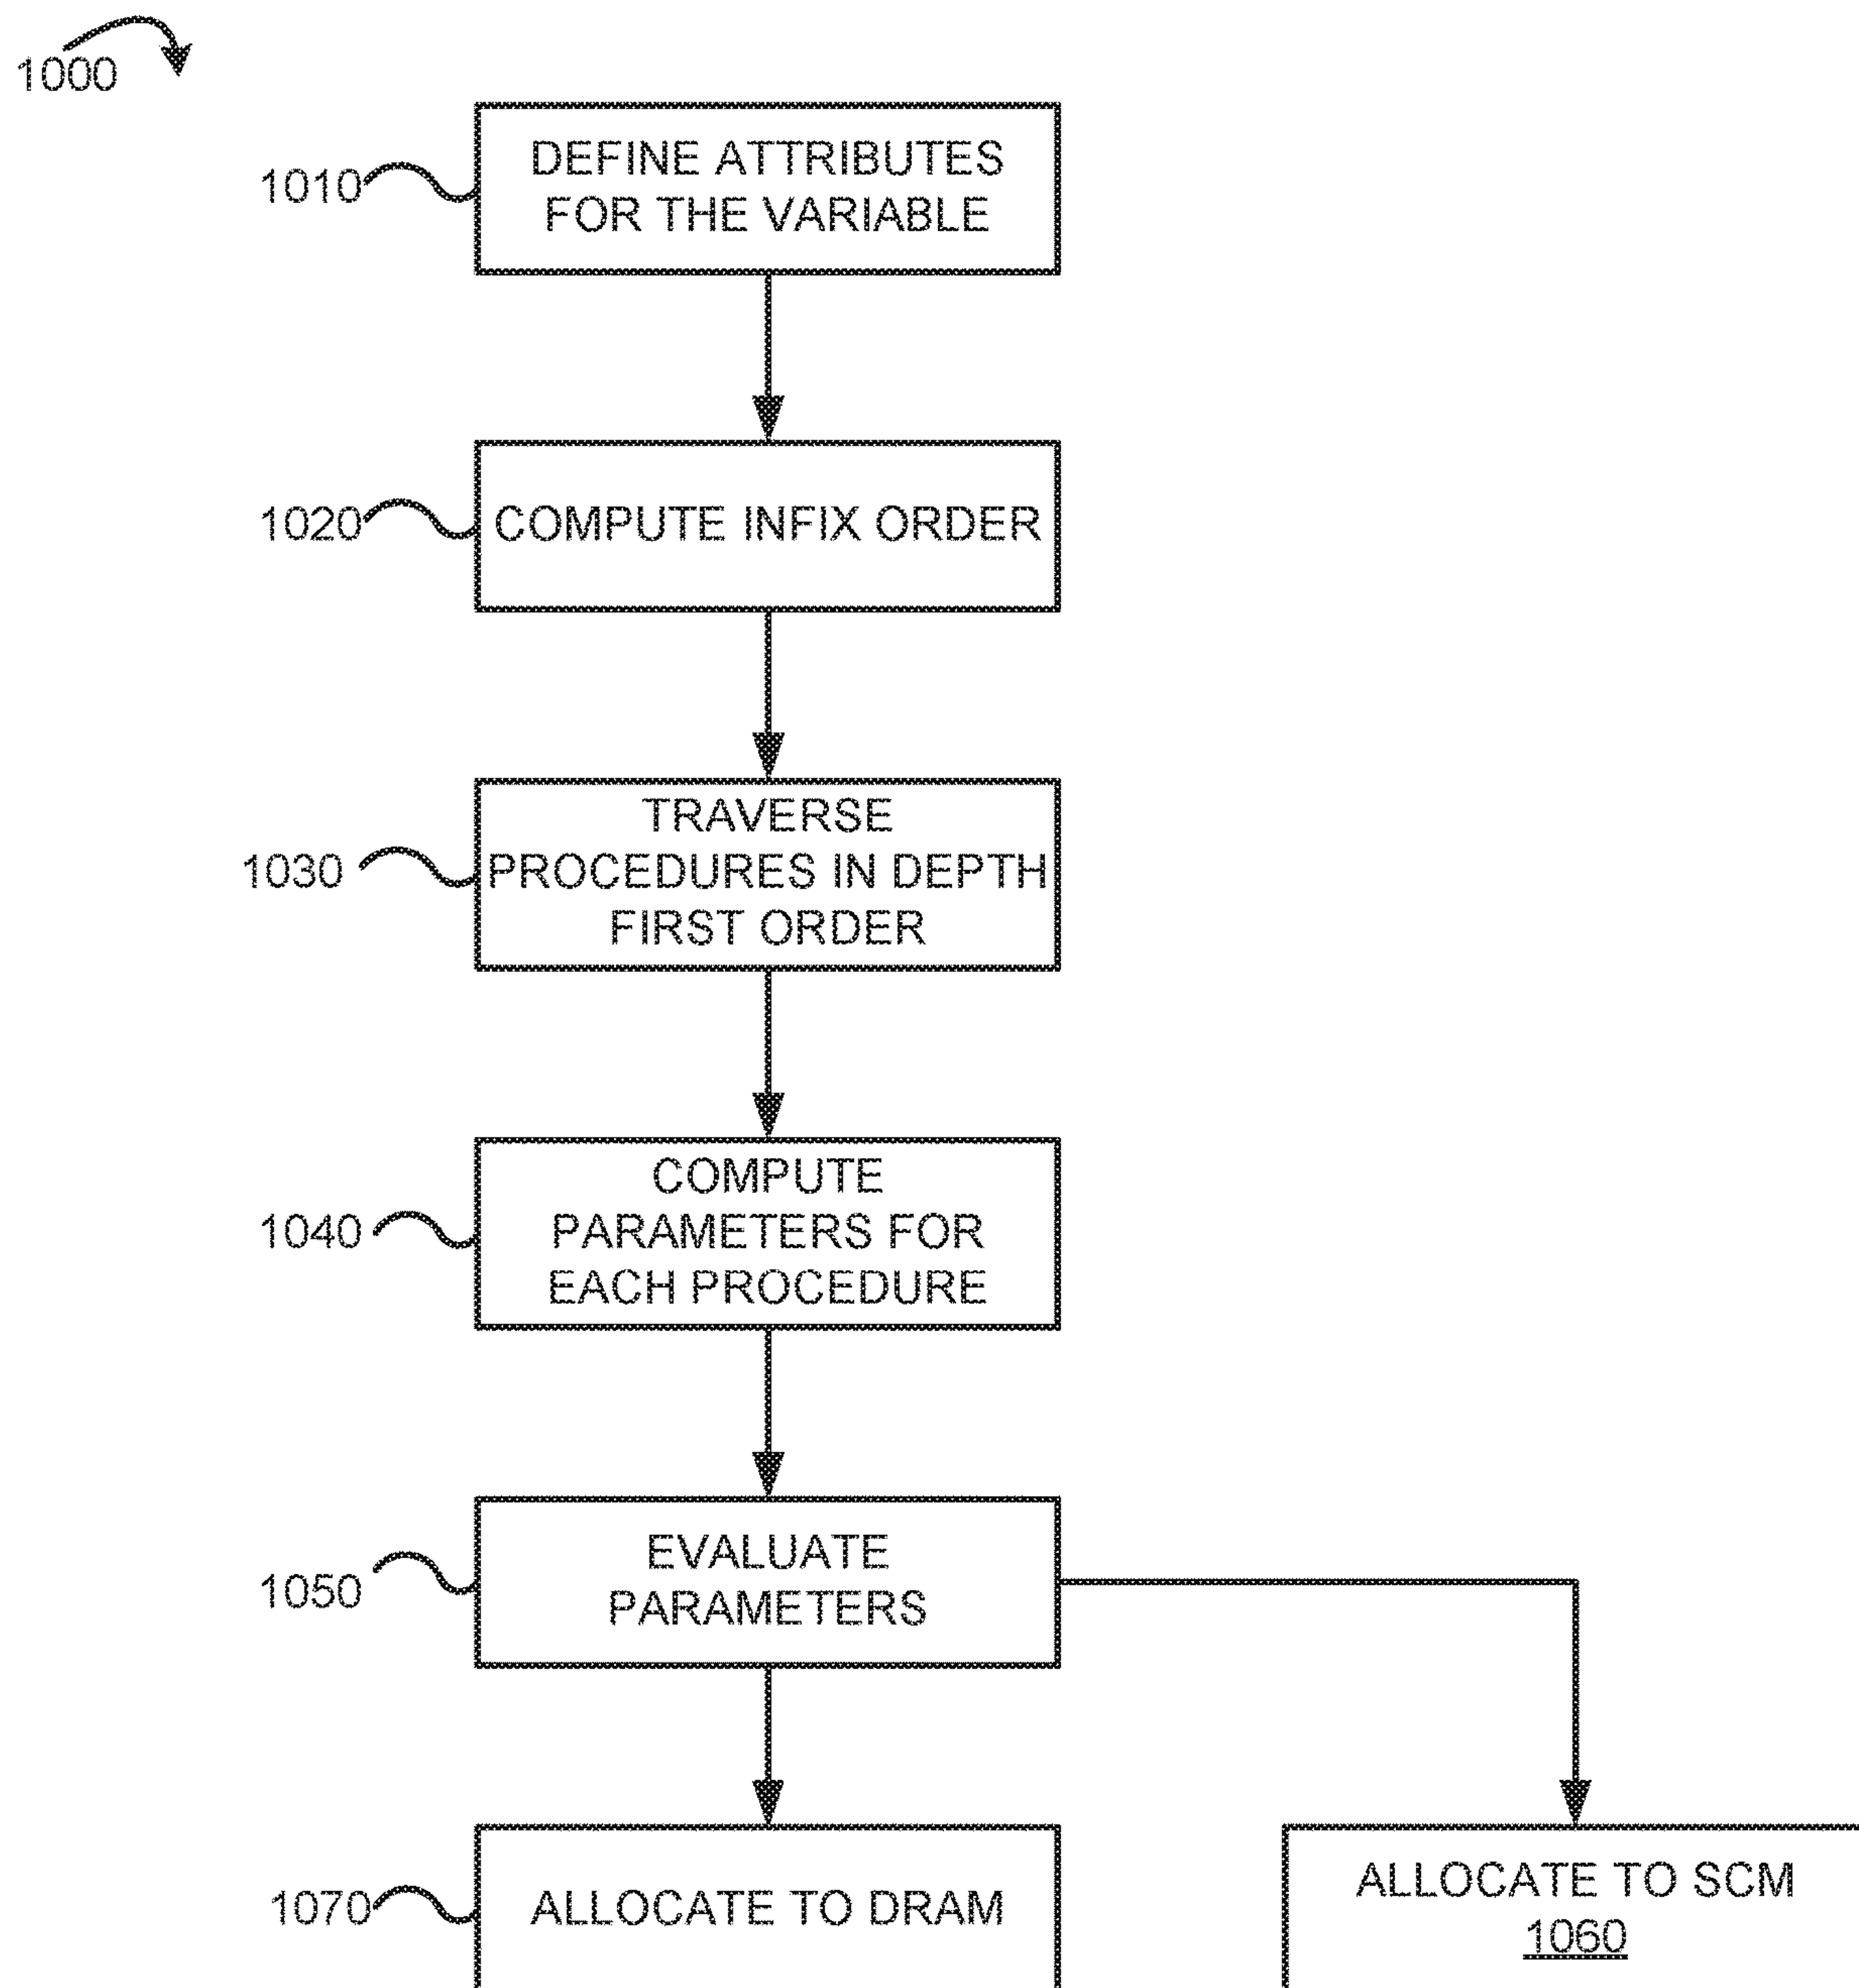 1000
1010
DEFINE ATTRIBUTES
FOR THE VARIABLE
1020
COMPUTE INFIX ORDER
1030
TRAVERSE
PROCEDURES IN DEPTH
FIRST ORDER
1040
COMPUTE
PARAMETERS FOR
EACH PROCEDURE
1050
EVALUATE
PARAMETERS
1070
ALLOCATE TO DRAM
ALLOCATE TO SCM
1060